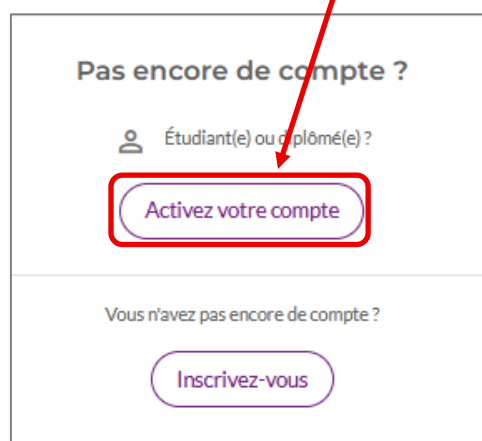 Pas encore de compte ?
Étudiant(e) ou diplômé(e) ?
Activez votre compte
Vous n'avez pas encore de compte ?
Inscrivez-vous